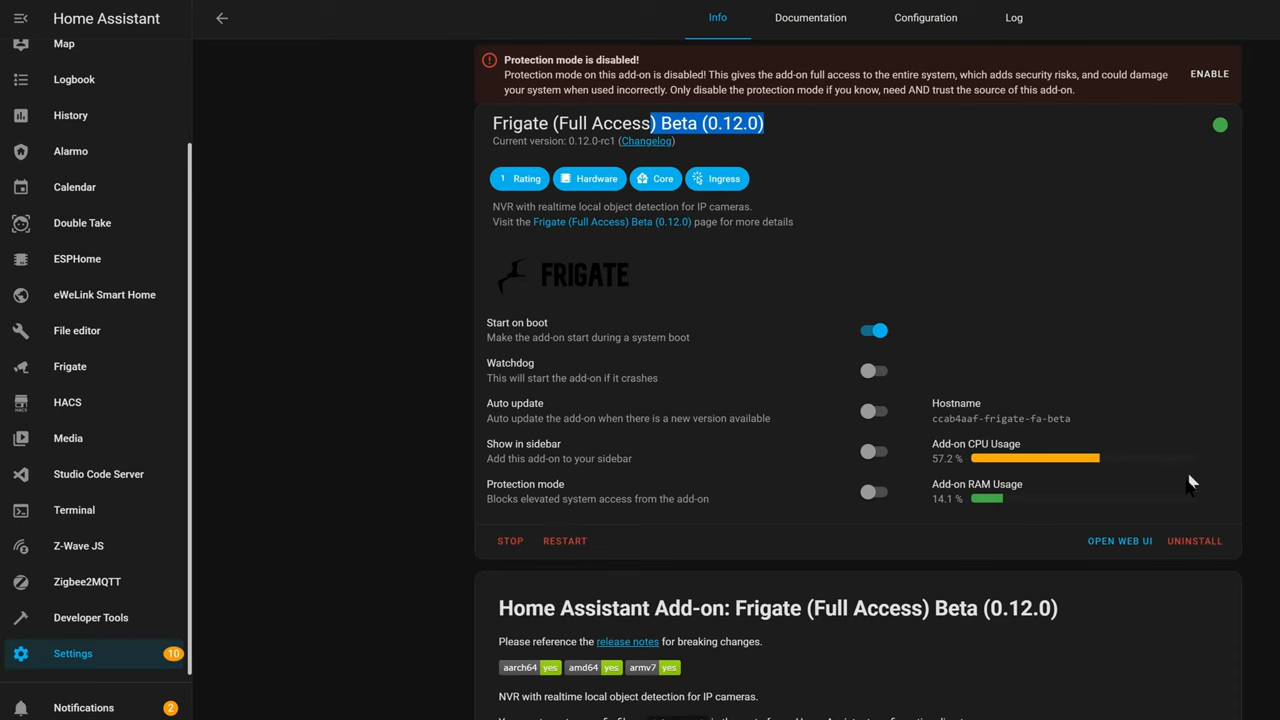 Home Assistant
Info
Documentation
Configuration
Log
Map
Logbook
History
Alarmo
Calendar
Double Take
ESPHome
eWeLink Smart Home
File editor
Frigate
HACS
Media
Studio Code Server
Terminal
Z-Wave JS
Zigbee2MQTT
Developer Tools
Settings
10
Notifications
2
Protection mode is disabled!
Protection mode on this add-on is disabled! This gives the add-on full access to the entire system, which adds security risks, and could damage
your system when used incorrectly. Only disable the protection mode if you know, need AND trust the source of this add-on.
ENABLE
Frigate (Full Access) Beta (0.12.0)
Current version: 0.12.0-rc1 (Changelog)
1 Rating
Hardware
Core
Ingress
NVR with realtime local object detection for IP cameras.
Visit the Frigate (Full Access) Beta (0.12.0) page for more details
FRIGATE
Start on boot
Make the add-on start during a system boot
Watchdog
This will start the add-on if it crashes
Auto update
Auto update the add-on when there is a new version available
Show in sidebar
Add this add-on to your sidebar
Protection mode
Blocks elevated system access from the add-on
Hostname
ccab4aaf-frigate-fa-beta
Add-on CPU Usage
57.2 %
Add-on RAM Usage
14.1 %
STOP
RESTART
OPEN WEB UI
UNINSTALL
Home Assistant Add-on: Frigate (Full Access) Beta (0.12.0)
Please reference the release notes for breaking changes.
aarch64 yes
amd64 yes
armv7 yes
NVR with realtime local object detection for IP cameras.